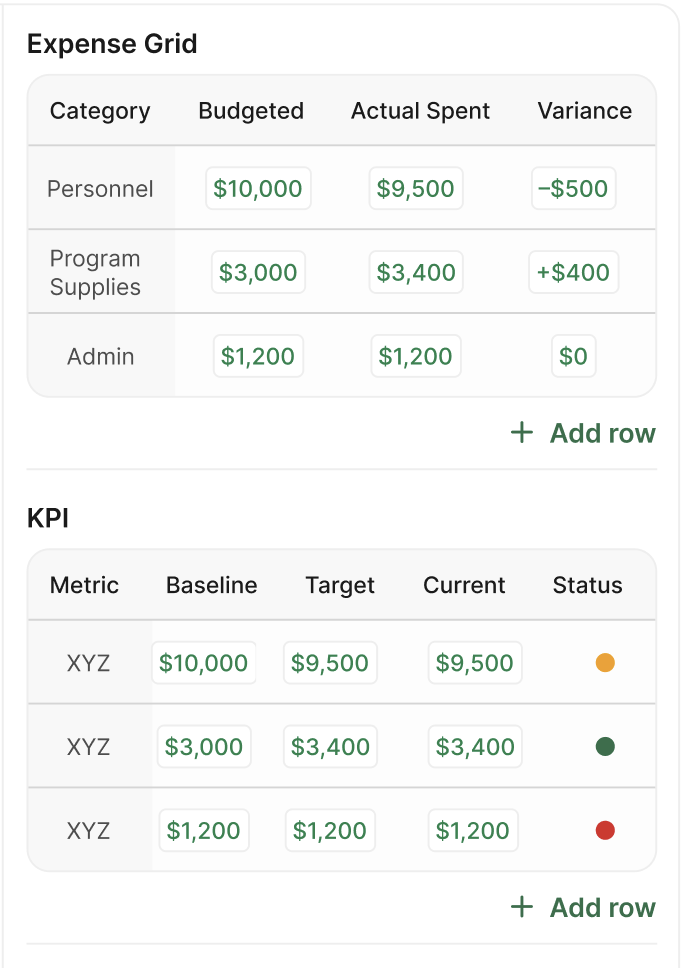 Expense Grid
Category Budgeted Actual Spent Variance
Personnel $10,000 $9,500 –$500
Program
Supplies $3,000 $3,400 +$400
Admin $1,200 $1,200 $0
+ Add row
KPI
Metric Baseline Target Current Status
XYZ $10,000 $9,500 $9,500
XYZ $3,000 $3,400 $3,400
XYZ $1,200 $1,200 $1,200
+ Add row